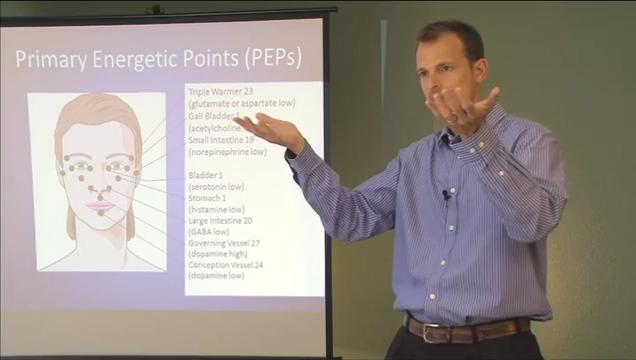 Primary Energetic Points (PEPs)
Triple Warmer 23
(glutamate or aspartate low)
Gall Bladder 1
(acetylcholine
Small Intestine 19
(norepinephrine low)
Bladder 1
(serotonin low)
Stomach 1
(histamine low)
Large Intestine 20
(GABA low)
Governing Vessel 27
(dopamine high)
Conception Vessel 24
(dopamine low)